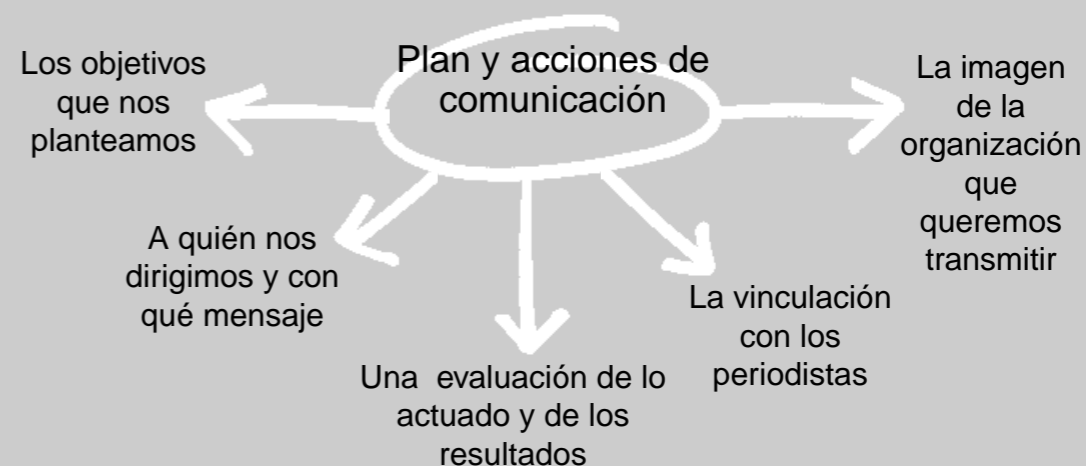 Plan y acciones de
comunicación
Los objetivos
que nos
planteamos
A quién nos
dirigimos y con
qué mensaje
Una evaluación de lo
actuado y de los
resultados
La vinculación
con los
periodistas
La imagen
de la
organización
que
queremos
transmitir